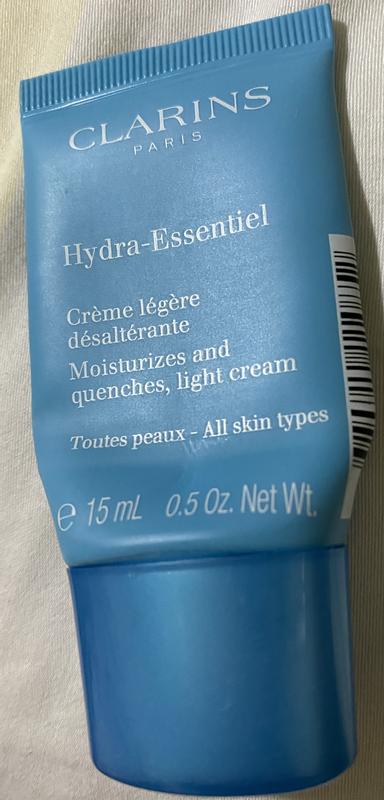 CLARINS
PARIS
Hydra-Essentiel
Crème légère
désaltérante
Moisturizes and
quenches, light cream
Toutes peaux - All skin types
℮ 15 mL 0.5 Oz. Net Wt.